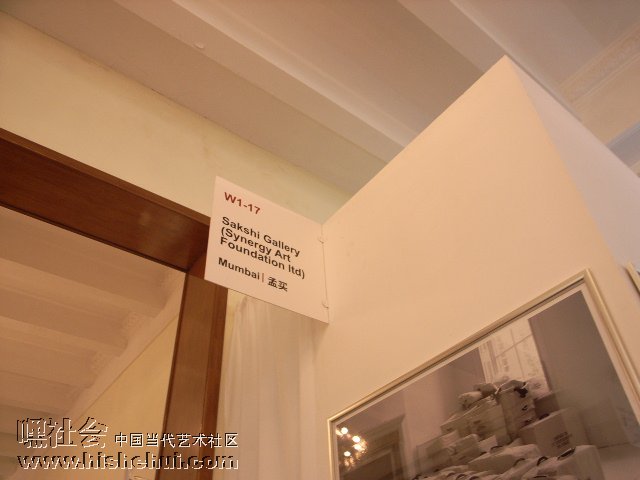 W1-17
Sakshi Gallery
(Synergy Art
Foundation ltd)
Mumbai| 孟买
嘿社会 中国当代艺术社区
www.hishehui.com